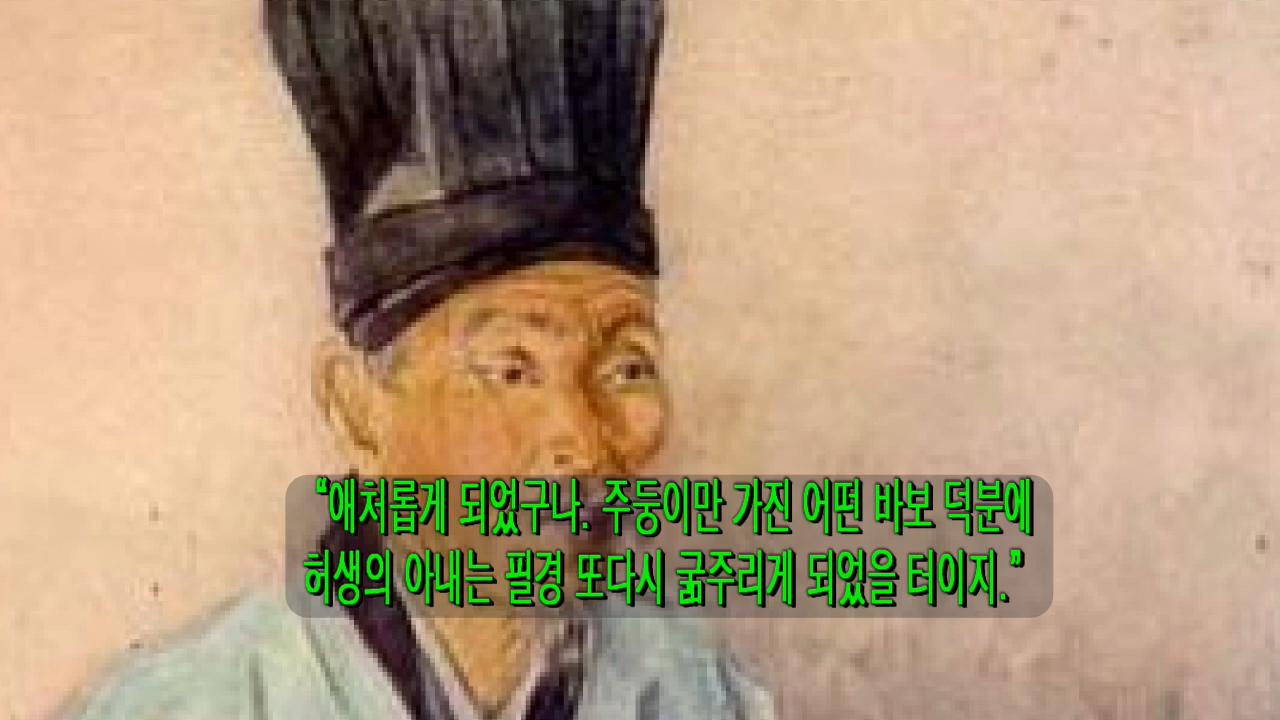 “애처롭게 되었구나. 주둥이만 가진 어떤 바보 덕분에
허생의 아내는 필경 또다시 굶주리게 되었을 터이지.”